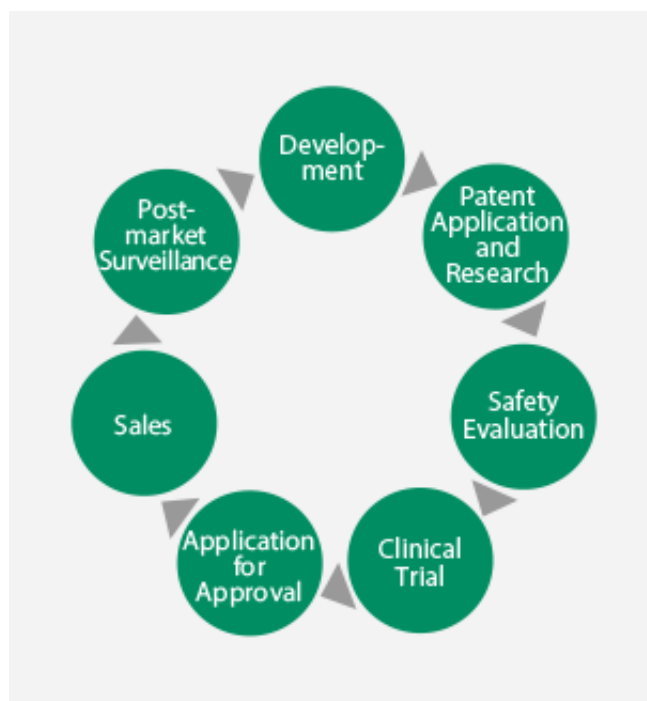 Develop-
ment
Patent
Application
and
Research
Safety
Evaluation
Clinical
Trial
Application
for
Approval
Sales
Post-
market
Surveillance